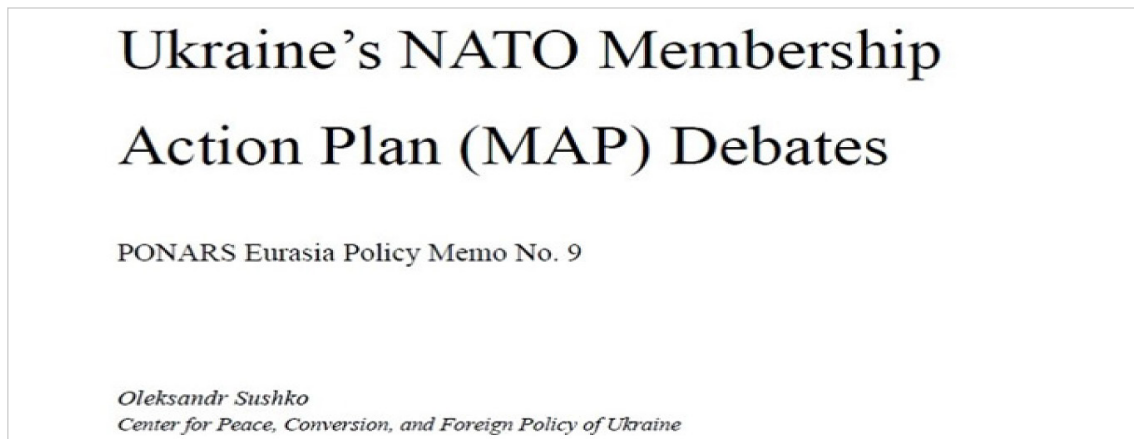 Ukraine’s NATO Membership
Action Plan (MAP) Debates
PONARS Eurasia Policy Memo No. 9
Oleksandr Sushko
Center for Peace, Conversion, and Foreign Policy of Ukraine